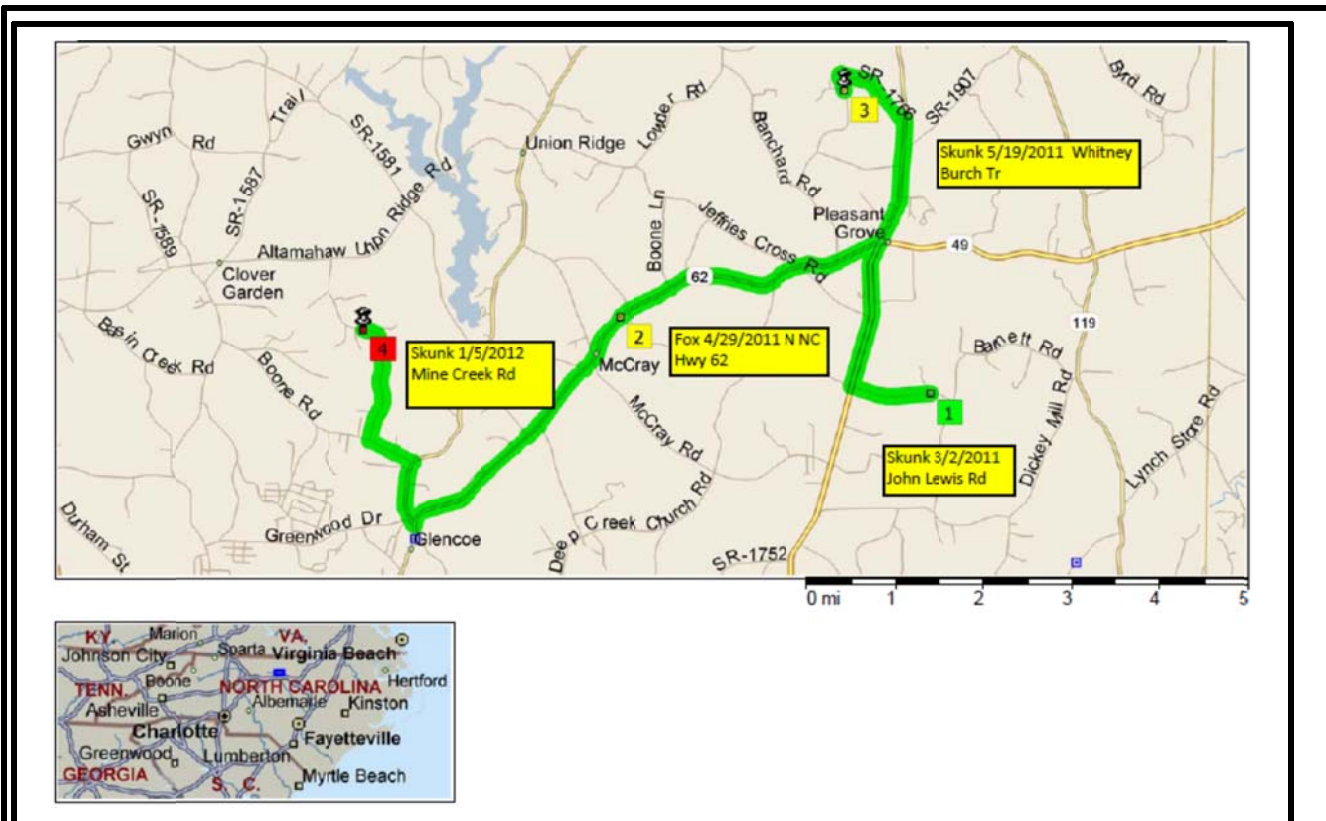 Gwyn Rd
SR-1589
SR-1587
Trail
SR-1581
Altamahaw Union Ridge Rd
Clover
Garden
Basin Creek Rd
Boone Rd
Durham St
Greenwood Dr
Glencoe
Union Ridge
Lowder Rd
Boone Ln
Jeffries Cross Rd
Banchard Rd
62
McCray
McCray Rd
Deep Creek Church Rd
SR-1752
Pleasant
Grove
SR-1766
SR-1907
Byrd Rd
49
119
Barnett Rd
Dickey Mill Rd
Lynch Store Rd
3
Skunk 5/19/2011 Whitney
Burch Tr
4
Skunk 1/5/2012
Mine Creek Rd
2
Fox 4/29/2011 N NC
Hwy 62
1
Skunk 3/2/2011
John Lewis Rd
0 mi 1 2 3 4 5
KY.
Marion
VA.
Johnson City
Sparta
Virginia Beach
TENN.
Boone
NORTH CAROLINA
Hertford
Asheville
Albemarle
Kinston
Charlotte
Fayetteville
Greenwood
Lumberton
GEORGIA
S. C.
Myrtle Beach